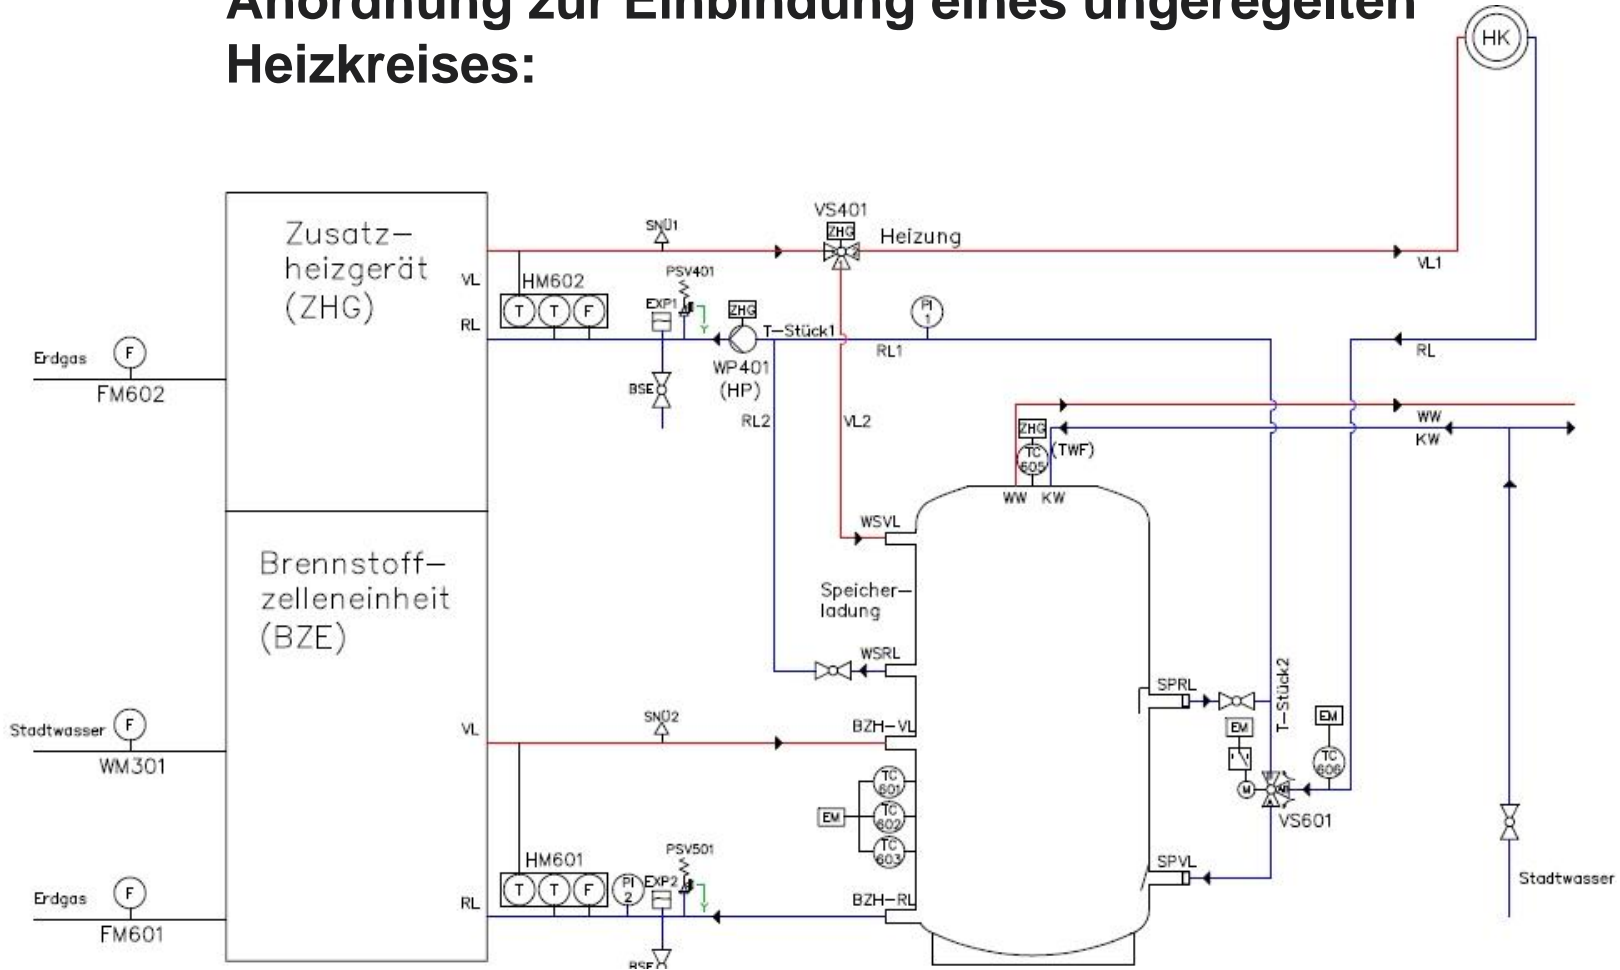 Anordnung zur Einbindung eines ungeregelten
Heizkreises:
HK
Zusatz-
heizgerät
(ZHG)
VL
RL
SNÜ1
HM602
T
T
F
PSV401
EXP1
BSE
ZHG
WP401
(HP)
T-Stück1
VS401
ZHG
Heizung
PI
1
RL1
VL1
RL
Erdgas
F
FM602
RL2
VL2
WW
KW
ZHG
TC
605
(TWF)
WW
KW
WSVL
Speicher-
ladung
WSRL
Brennstoff-
zelleneinheit
(BZE)
Stadtwasser
F
WM301
VL
SNÜ2
BZH-VL
TC
601
TC
602
TC
603
EM
SPRL
T-Stück2
EM
EM
TC
606
M
VS601
SPVL
Stadtwasser
HM601
T
T
F
PI
2
EXP2
PSV501
BZH-RL
RL
Erdgas
F
FM601
BSE